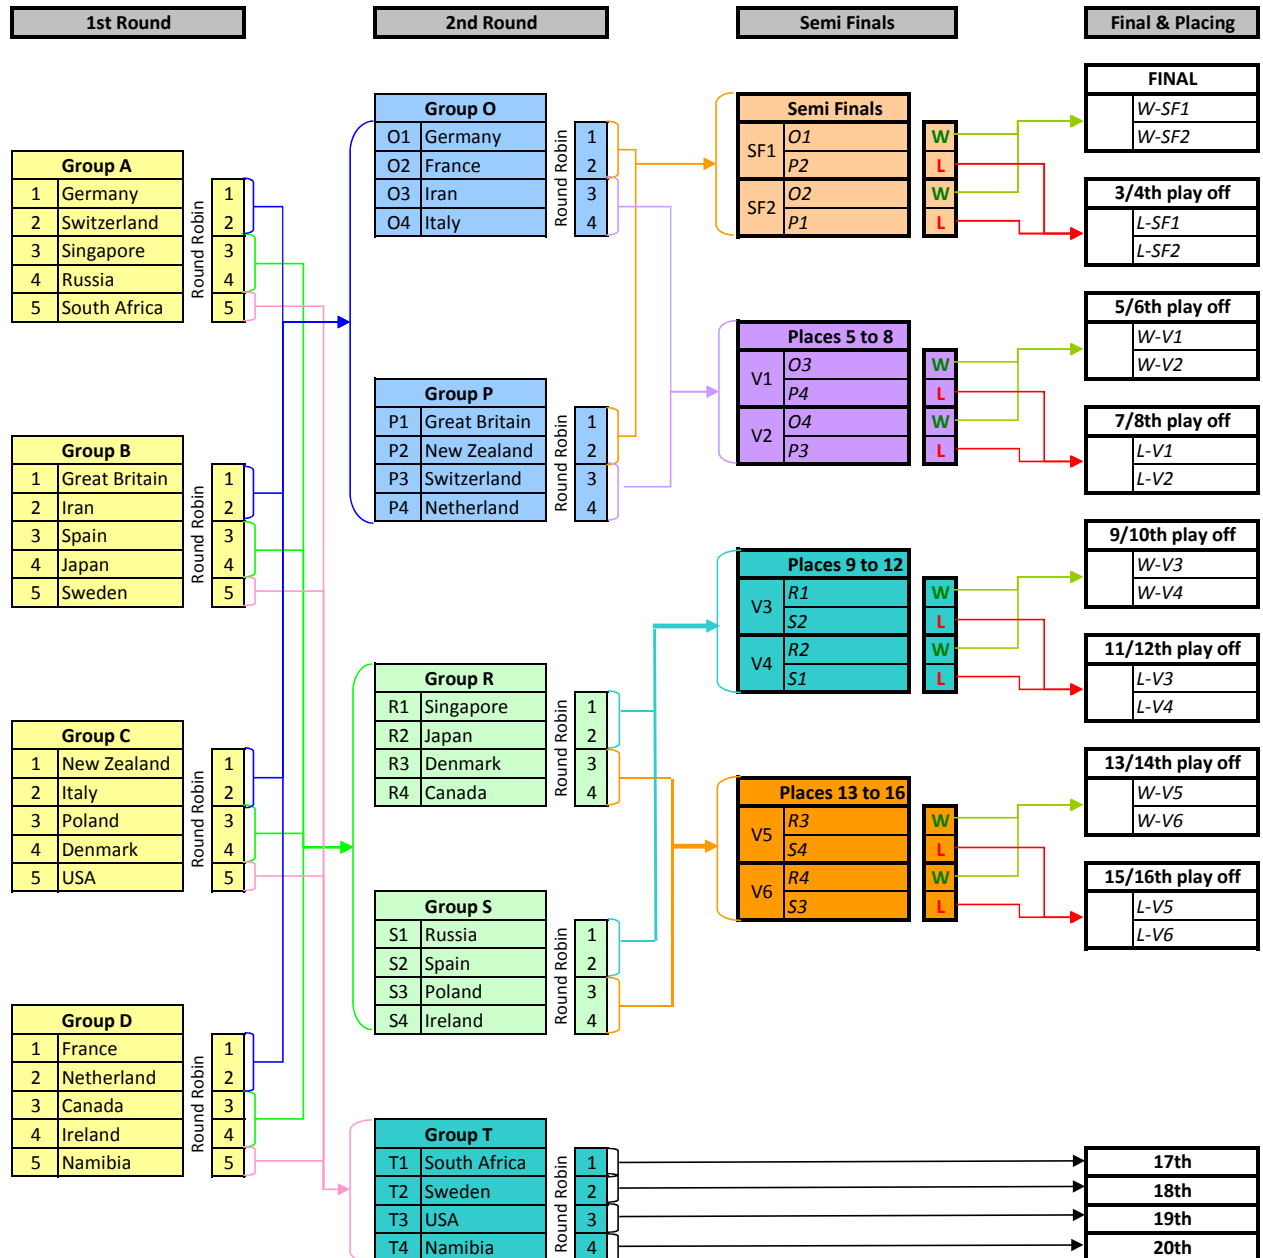 1st Round
2nd Round
Semi Finals
Final & Placing
Group A
1 Germany 1
2 Switzerland 2
3 Singapore 3
4 Russia 4
5 South Africa 5
Round Robin
Group B
1 Great Britain 1
2 Iran 2
3 Spain 3
4 Japan 4
5 Sweden 5
Round Robin
Group C
1 New Zealand 1
2 Italy 2
3 Poland 3
4 Denmark 4
5 USA 5
Round Robin
Group D
1 France 1
2 Netherland 2
3 Canada 3
4 Ireland 4
5 Namibia 5
Round Robin
Group O
O1 Germany 1
O2 France 2
O3 Iran 3
O4 Italy 4
Round Robin
Group P
P1 Great Britain 1
P2 New Zealand 2
P3 Switzerland 3
P4 Netherland 4
Round Robin
Group R
R1 Singapore 1
R2 Japan 2
R3 Denmark 3
R4 Canada 4
Round Robin
Group S
S1 Russia 1
S2 Spain 2
S3 Poland 3
S4 Ireland 4
Round Robin
Group T
T1 South Africa 1
T2 Sweden 2
T3 USA 3
T4 Namibia 4
Round Robin
Semi Finals
SF1
O1 W
P2 L
SF2
O2 W
P1 L
Places 5 to 8
V1
O3 W
P4 L
V2
O4 W
P3 L
Places 9 to 12
V3
R1 W
S2 L
V4
R2 W
S1 L
Places 13 to 16
V5
R3 W
S4 L
V6
R4 W
S3 L
FINAL
W-SF1
W-SF2
3/4th play off
L-SF1
L-SF2
5/6th play off
W-V1
W-V2
7/8th play off
L-V1
L-V2
9/10th play off
W-V3
W-V4
11/12th play off
L-V3
L-V4
13/14th play off
W-V5
W-V6
15/16th play off
L-V5
L-V6
17th
18th
19th
20th